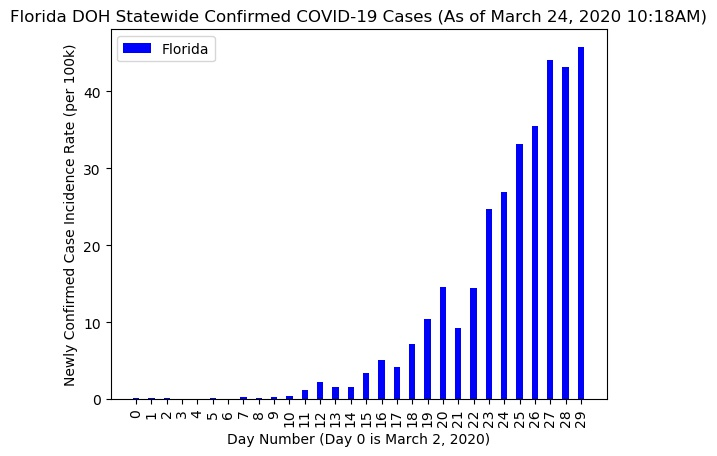 Florida DOH Statewide Confirmed COVID-19 Cases (As of March 24, 2020 10:18AM)
Florida
Newly Confirmed Case Incidence Rate (per 100k)
40
30
20
10
0
0 1 2 3 4 5 6 7 8 9 10 11 12 13 14 15 16 17 18 19 20 21 22 23 24 25 26 27 28 29
Day Number (Day 0 is March 2, 2020)